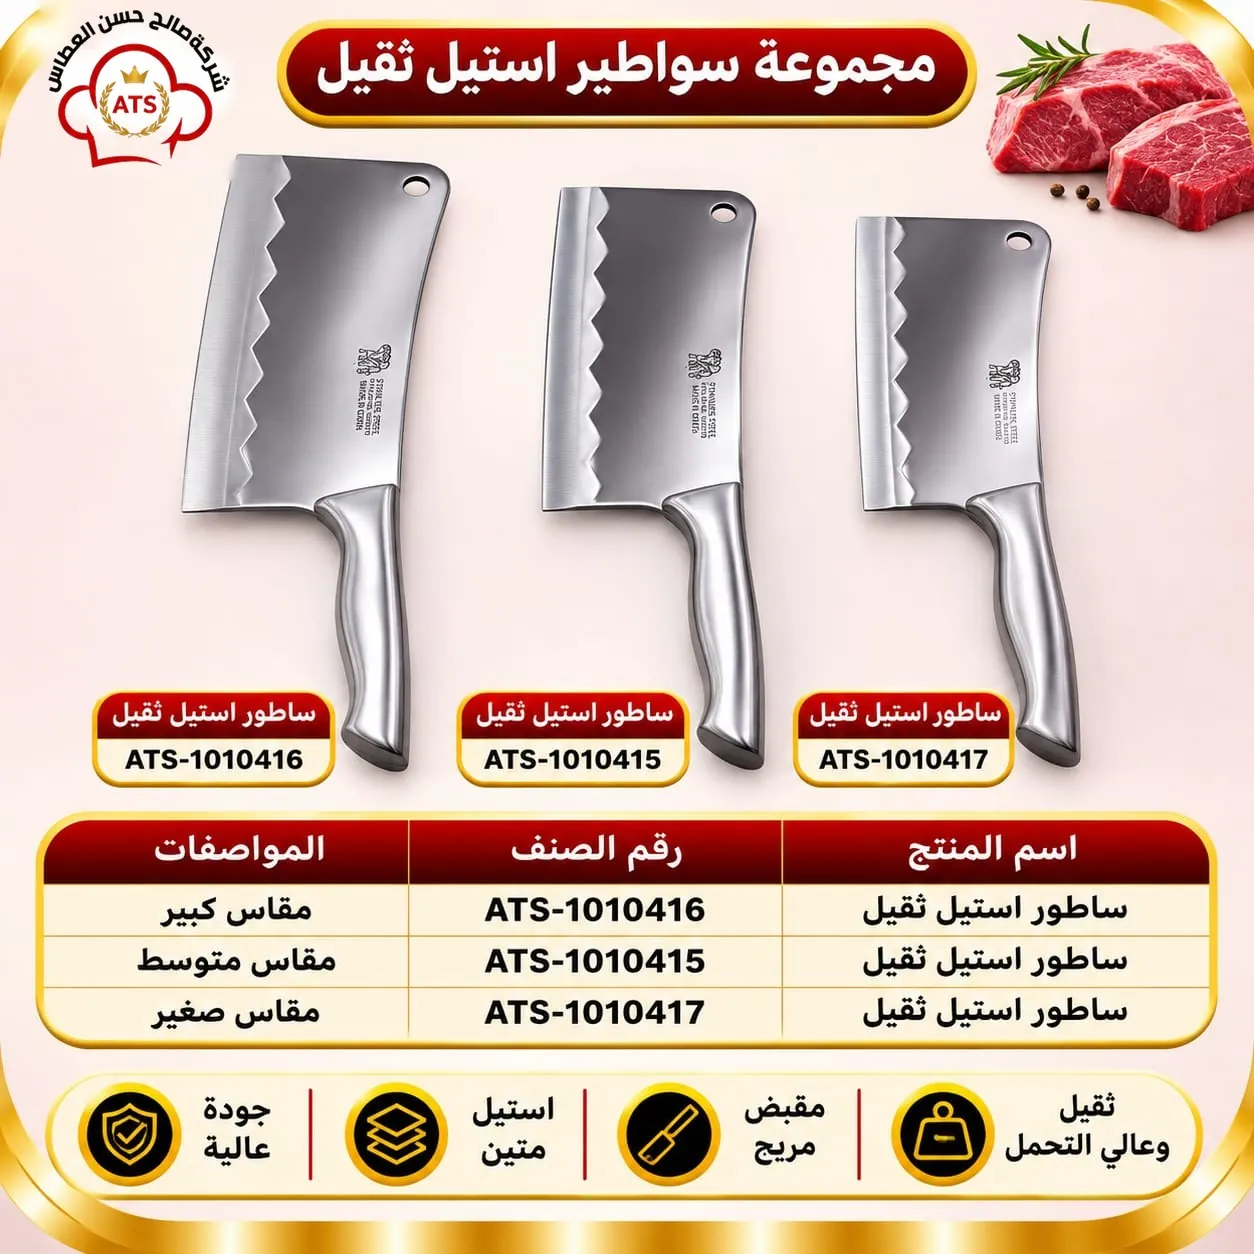 شركة صالح حسن العطاس
ATS
مجموعة سواطير استيل ثقيل
ساطور استيل ثقيل
ATS-1010416
ساطور استيل ثقيل
ATS-1010415
ساطور استيل ثقيل
ATS-1010417
اسم المنتج رقم الصنف المواصفات
ساطور استيل ثقيل ATS-1010416 مقاس كبير
ساطور استيل ثقيل ATS-1010415 مقاس متوسط
ساطور استيل ثقيل ATS-1010417 مقاس صغير
ثقيل
وعالي التحمل
مقبض
مريح
استيل
متين
جودة
عالية